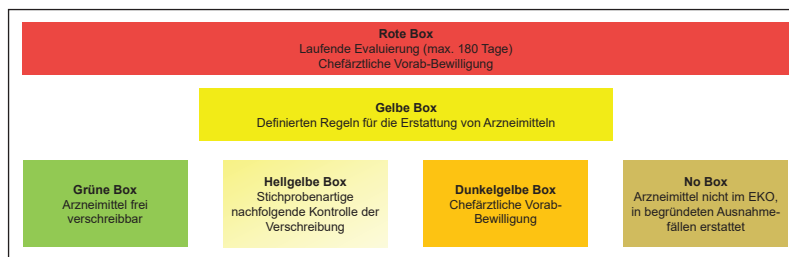 Rote Box
Laufende Evaluierung (max. 180 Tage)
Chefärztliche Vorab-Bewilligung
Gelbe Box
Definierten Regeln für die Erstattung von Arzneimitteln
Grüne Box
Arzneimittel frei
verschreibbar
Hellgelbe Box
Stichprobenartige
nachfolgende Kontrolle der
Verschreibung
Dunkelgelbe Box
Chefärztliche Vorab-
Bewilligung
No Box
Arzneimittel nicht im EKO,
in begründeten Ausnahme-
fällen erstattet